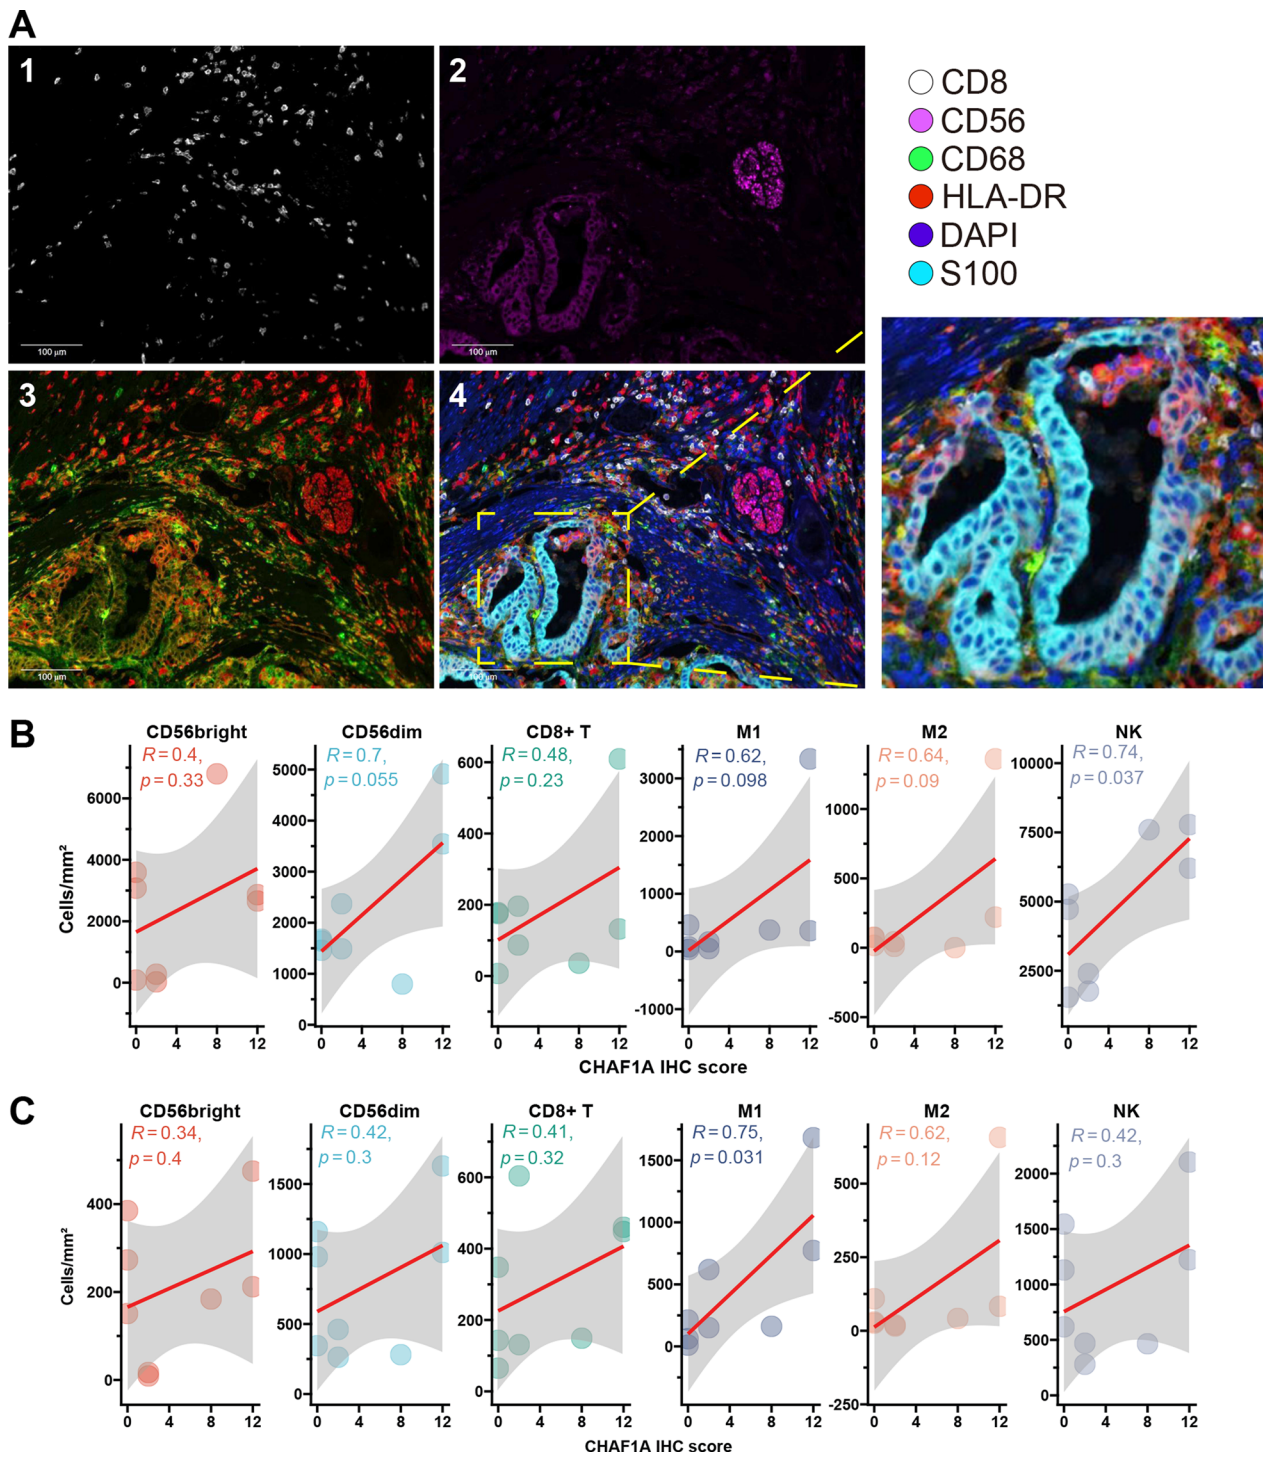 A
1
2
100 μm
100 μm
3
4
100 μm
100 μm
CD8
CD56
CD68
HLA-DR
DAPI
S100
B
CD56bright
R = 0.4,
p = 0.33
6000
4000
2000
0
0 4 8 12
CD56dim
R = 0.7,
p = 0.055
5000
4000
3000
2000
1000
0
0 4 8 12
CD8+ T
R = 0.48,
p = 0.23
600
400
200
0
0 4 8 12
M1
R = 0.62,
p = 0.098
3000
2000
1000
0
-1000
0 4 8 12
M2
R = 0.64,
p = 0.09
1000
500
0
-500
0 4 8 12
NK
R = 0.74,
p = 0.037
10000
7500
5000
2500
0 4 8 12
Cells/mm²
CHAF1A IHC score
C
CD56bright
R = 0.34,
p = 0.4
400
200
0
0 4 8 12
CD56dim
R = 0.42,
p = 0.3
1500
1000
500
0
0 4 8 12
CD8+ T
R = 0.41,
p = 0.32
600
400
200
0
0 4 8 12
M1
R = 0.75,
p = 0.031
1500
1000
500
0
0 4 8 12
M2
R = 0.62,
p = 0.12
500
250
0
-250
0 4 8 12
NK
R = 0.42,
p = 0.3
2000
1500
1000
500
0
0 4 8 12
Cells/mm²
CHAF1A IHC score